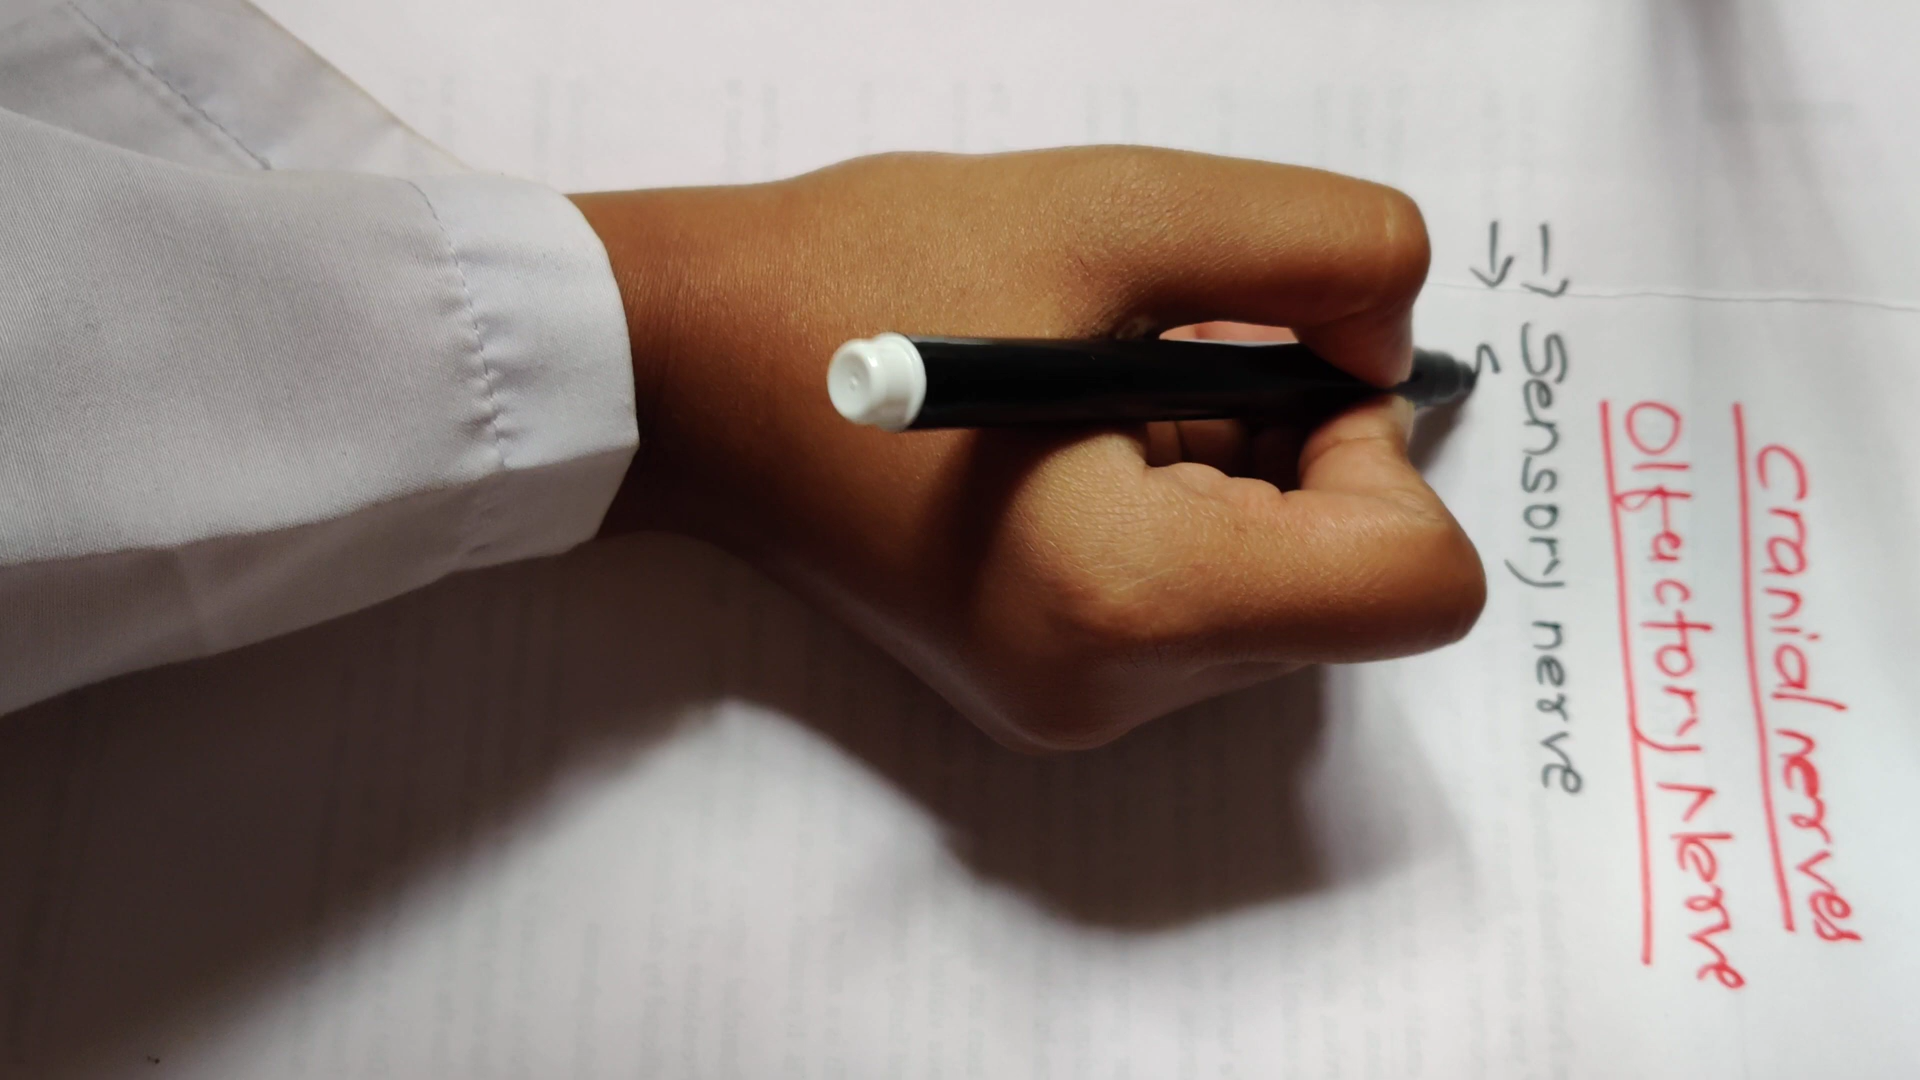 Cranial nerves
Olfactory Nerve
→ Sensory nerve
→ S